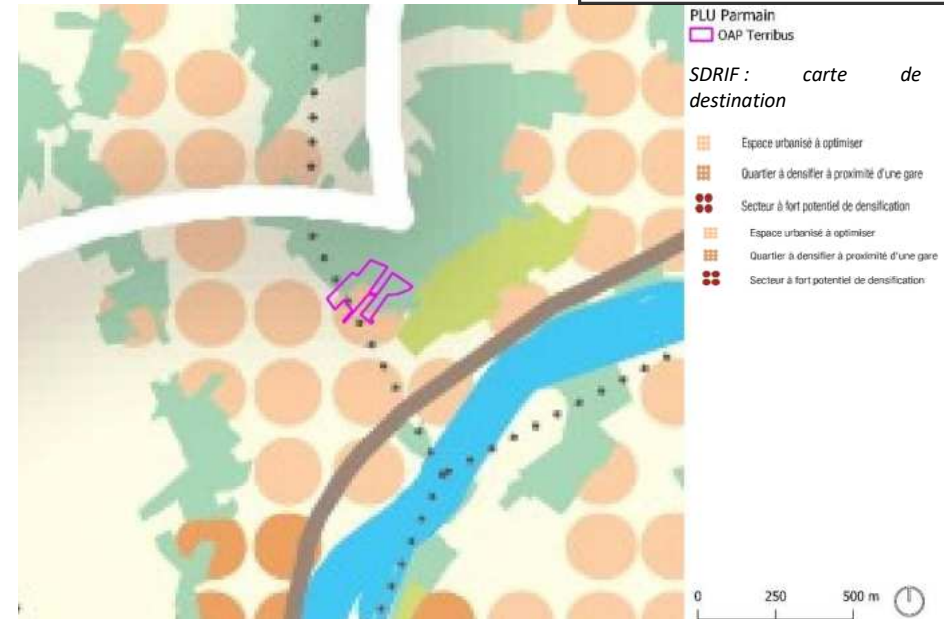 PLU Parmain
OAP Terribus
SDRIF : carte de
destination
Espace urbanisé à optimiser
Quartier à densifier à proximité d'une gare
Secteur à fort potentiel de densification
Espace urbanisé à optimiser
Quartier à densifier à proximité d'une gare
Secteur à fort potentiel de densification
0 250 500 m